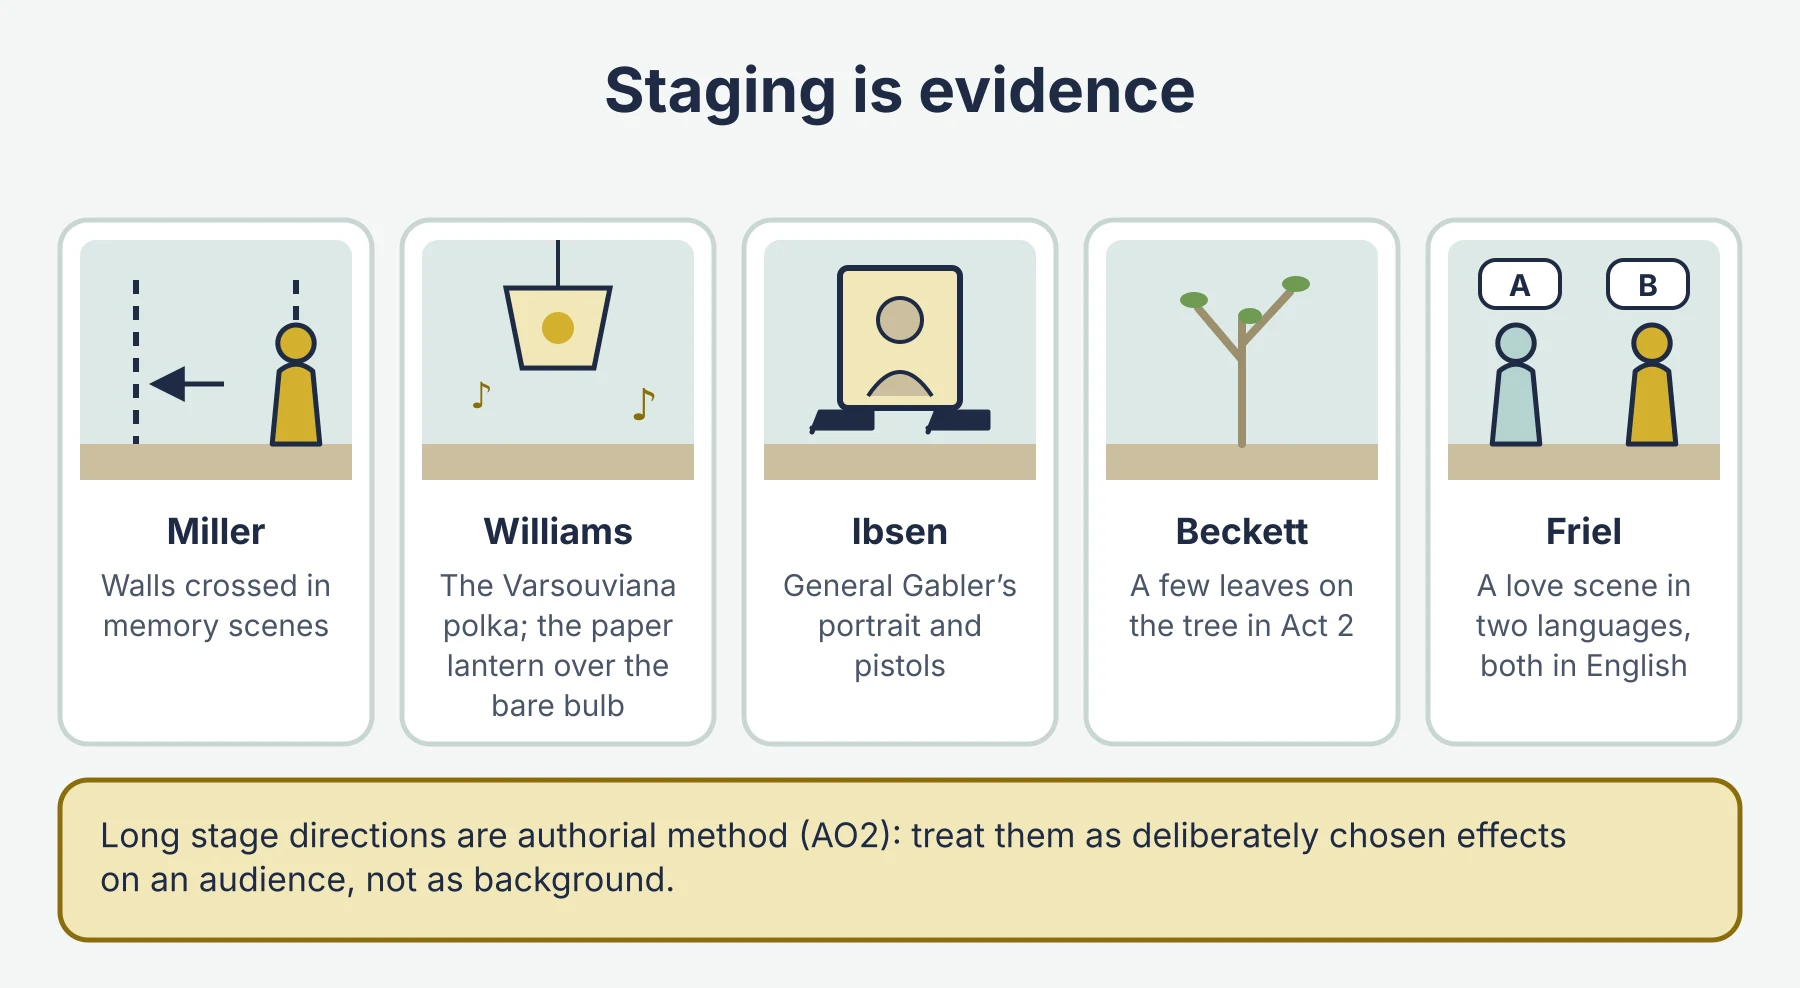 Staging is evidence
A
B
♪
♪
Miller
Walls crossed in
memory scenes
Williams
The Varsouviana
polka; the paper
lantern over the
bare bulb
Ibsen
General Gabler’s
portrait and
pistols
Beckett
A few leaves on
the tree in Act 2
Friel
A love scene in
two languages,
both in English
Long stage directions are authorial method (AO2): treat them as deliberately chosen effects
on an audience, not as background.